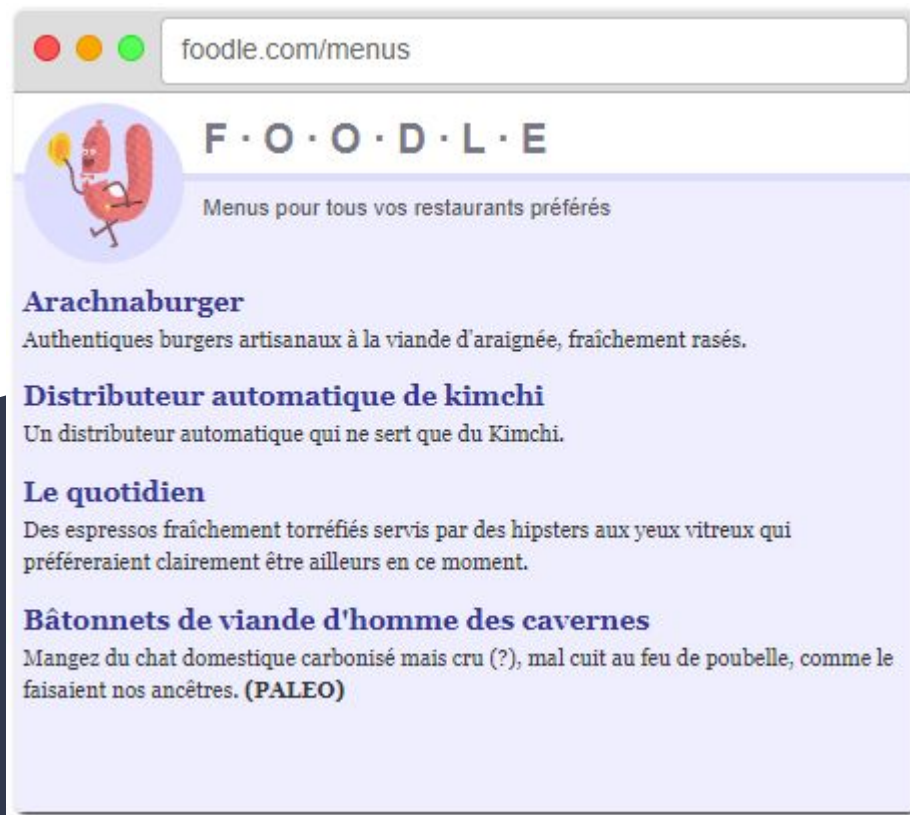 foodle.com/menus
F·O·O·D·L·E
Menus pour tous vos restaurants préférés
Arachnaburger
Authentiques burgers artisanaux à la viande d'araignée, fraîchement rasés.
Distributeur automatique de kimchi
Un distributeur automatique qui ne sert que du Kimchi.
Le quotidien
Des espressos fraîchement torréfiés servis par des hipsters aux yeux vitreux qui
préféreraient clairement être ailleurs en ce moment.
Bâtonnets de viande d'homme des cavernes
Mangez du chat domestique carbonisé mais cru (?), mal cuit au feu de poubelle, comme le
faisaient nos ancêtres. (PALEO)